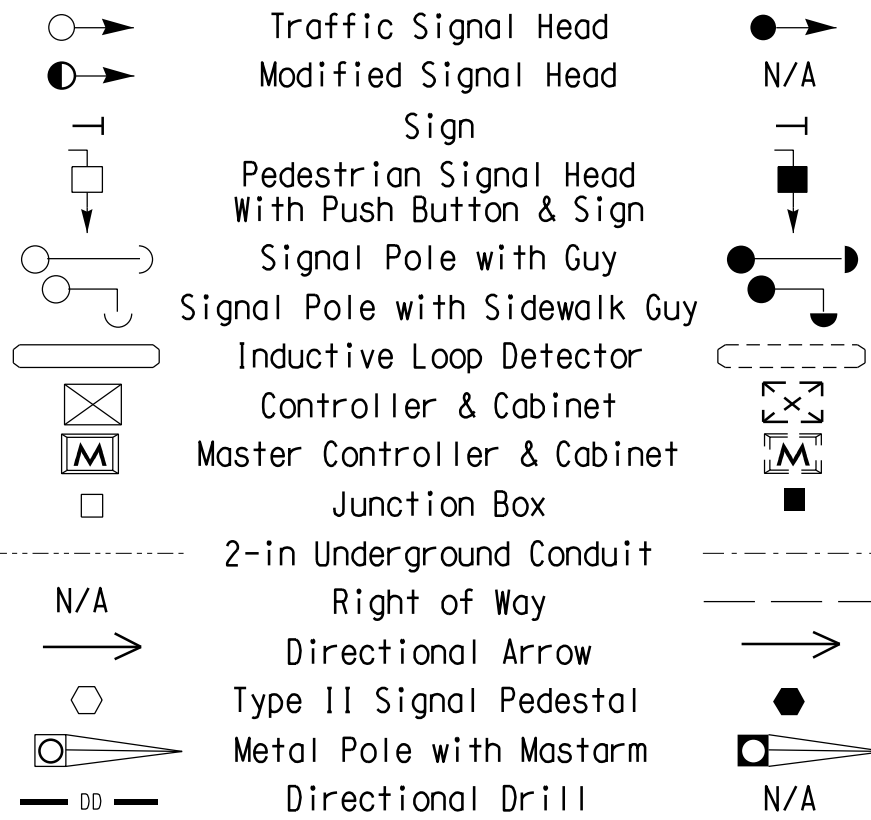 Traffic Signal Head
Modified Signal Head N/A
Sign
Pedestrian Signal Head
With Push Button & Sign
Signal Pole with Guy
Signal Pole with Sidewalk Guy
Inductive Loop Detector
Controller & Cabinet
M Master Controller & Cabinet M
Junction Box
2-in Underground Conduit
N/A Right of Way
Directional Arrow
Type II Signal Pedestal
Metal Pole with Mastarm
DD Directional Drill N/A